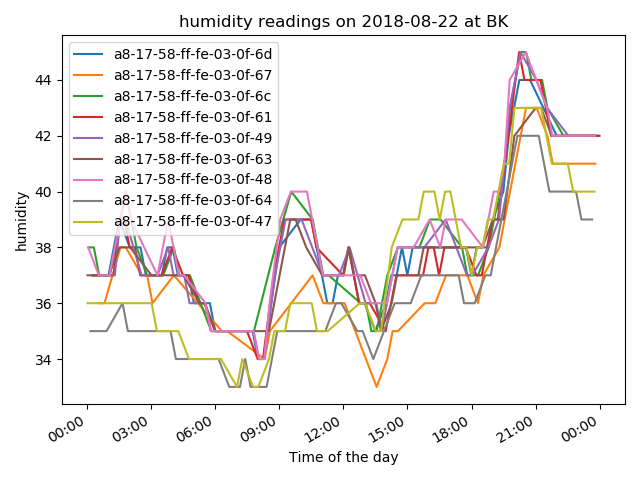 humidity readings on 2018-08-22 at BK
a8-17-58-ff-fe-03-0f-6d
a8-17-58-ff-fe-03-0f-67
a8-17-58-ff-fe-03-0f-6c
a8-17-58-ff-fe-03-0f-61
a8-17-58-ff-fe-03-0f-49
a8-17-58-ff-fe-03-0f-63
a8-17-58-ff-fe-03-0f-48
a8-17-58-ff-fe-03-0f-64
a8-17-58-ff-fe-03-0f-47
humidity
44
42
40
38
36
34
00:00 03:00 06:00 09:00 12:00 15:00 18:00 21:00 00:00
Time of the day